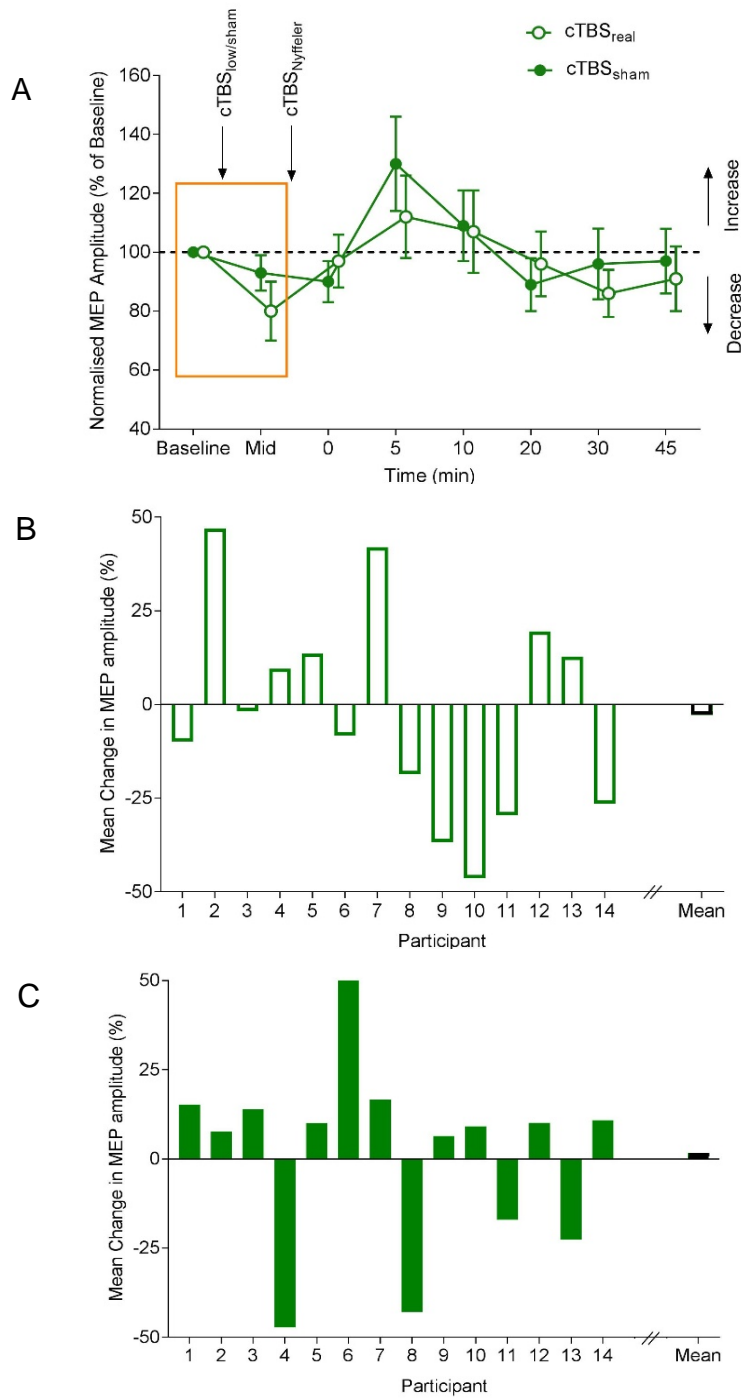 cTBSreal
cTBSsham
A
cTBSlow/sham
cTBSNyffeler
Normalised MEP Amplitude (% of Baseline)
160
140
120
100
80
60
40
Increase
Decrease
Baseline Mid 0 5 10 20 30 45
Time (min)
B
Mean Change in MEP amplitude (%)
50
25
0
-25
-50
1 2 3 4 5 6 7 8 9 10 11 12 13 14 // Mean
Participant
C
Mean Change in MEP amplitude (%)
50
25
0
-25
-50
1 2 3 4 5 6 7 8 9 10 11 12 13 14 // Mean
Participant